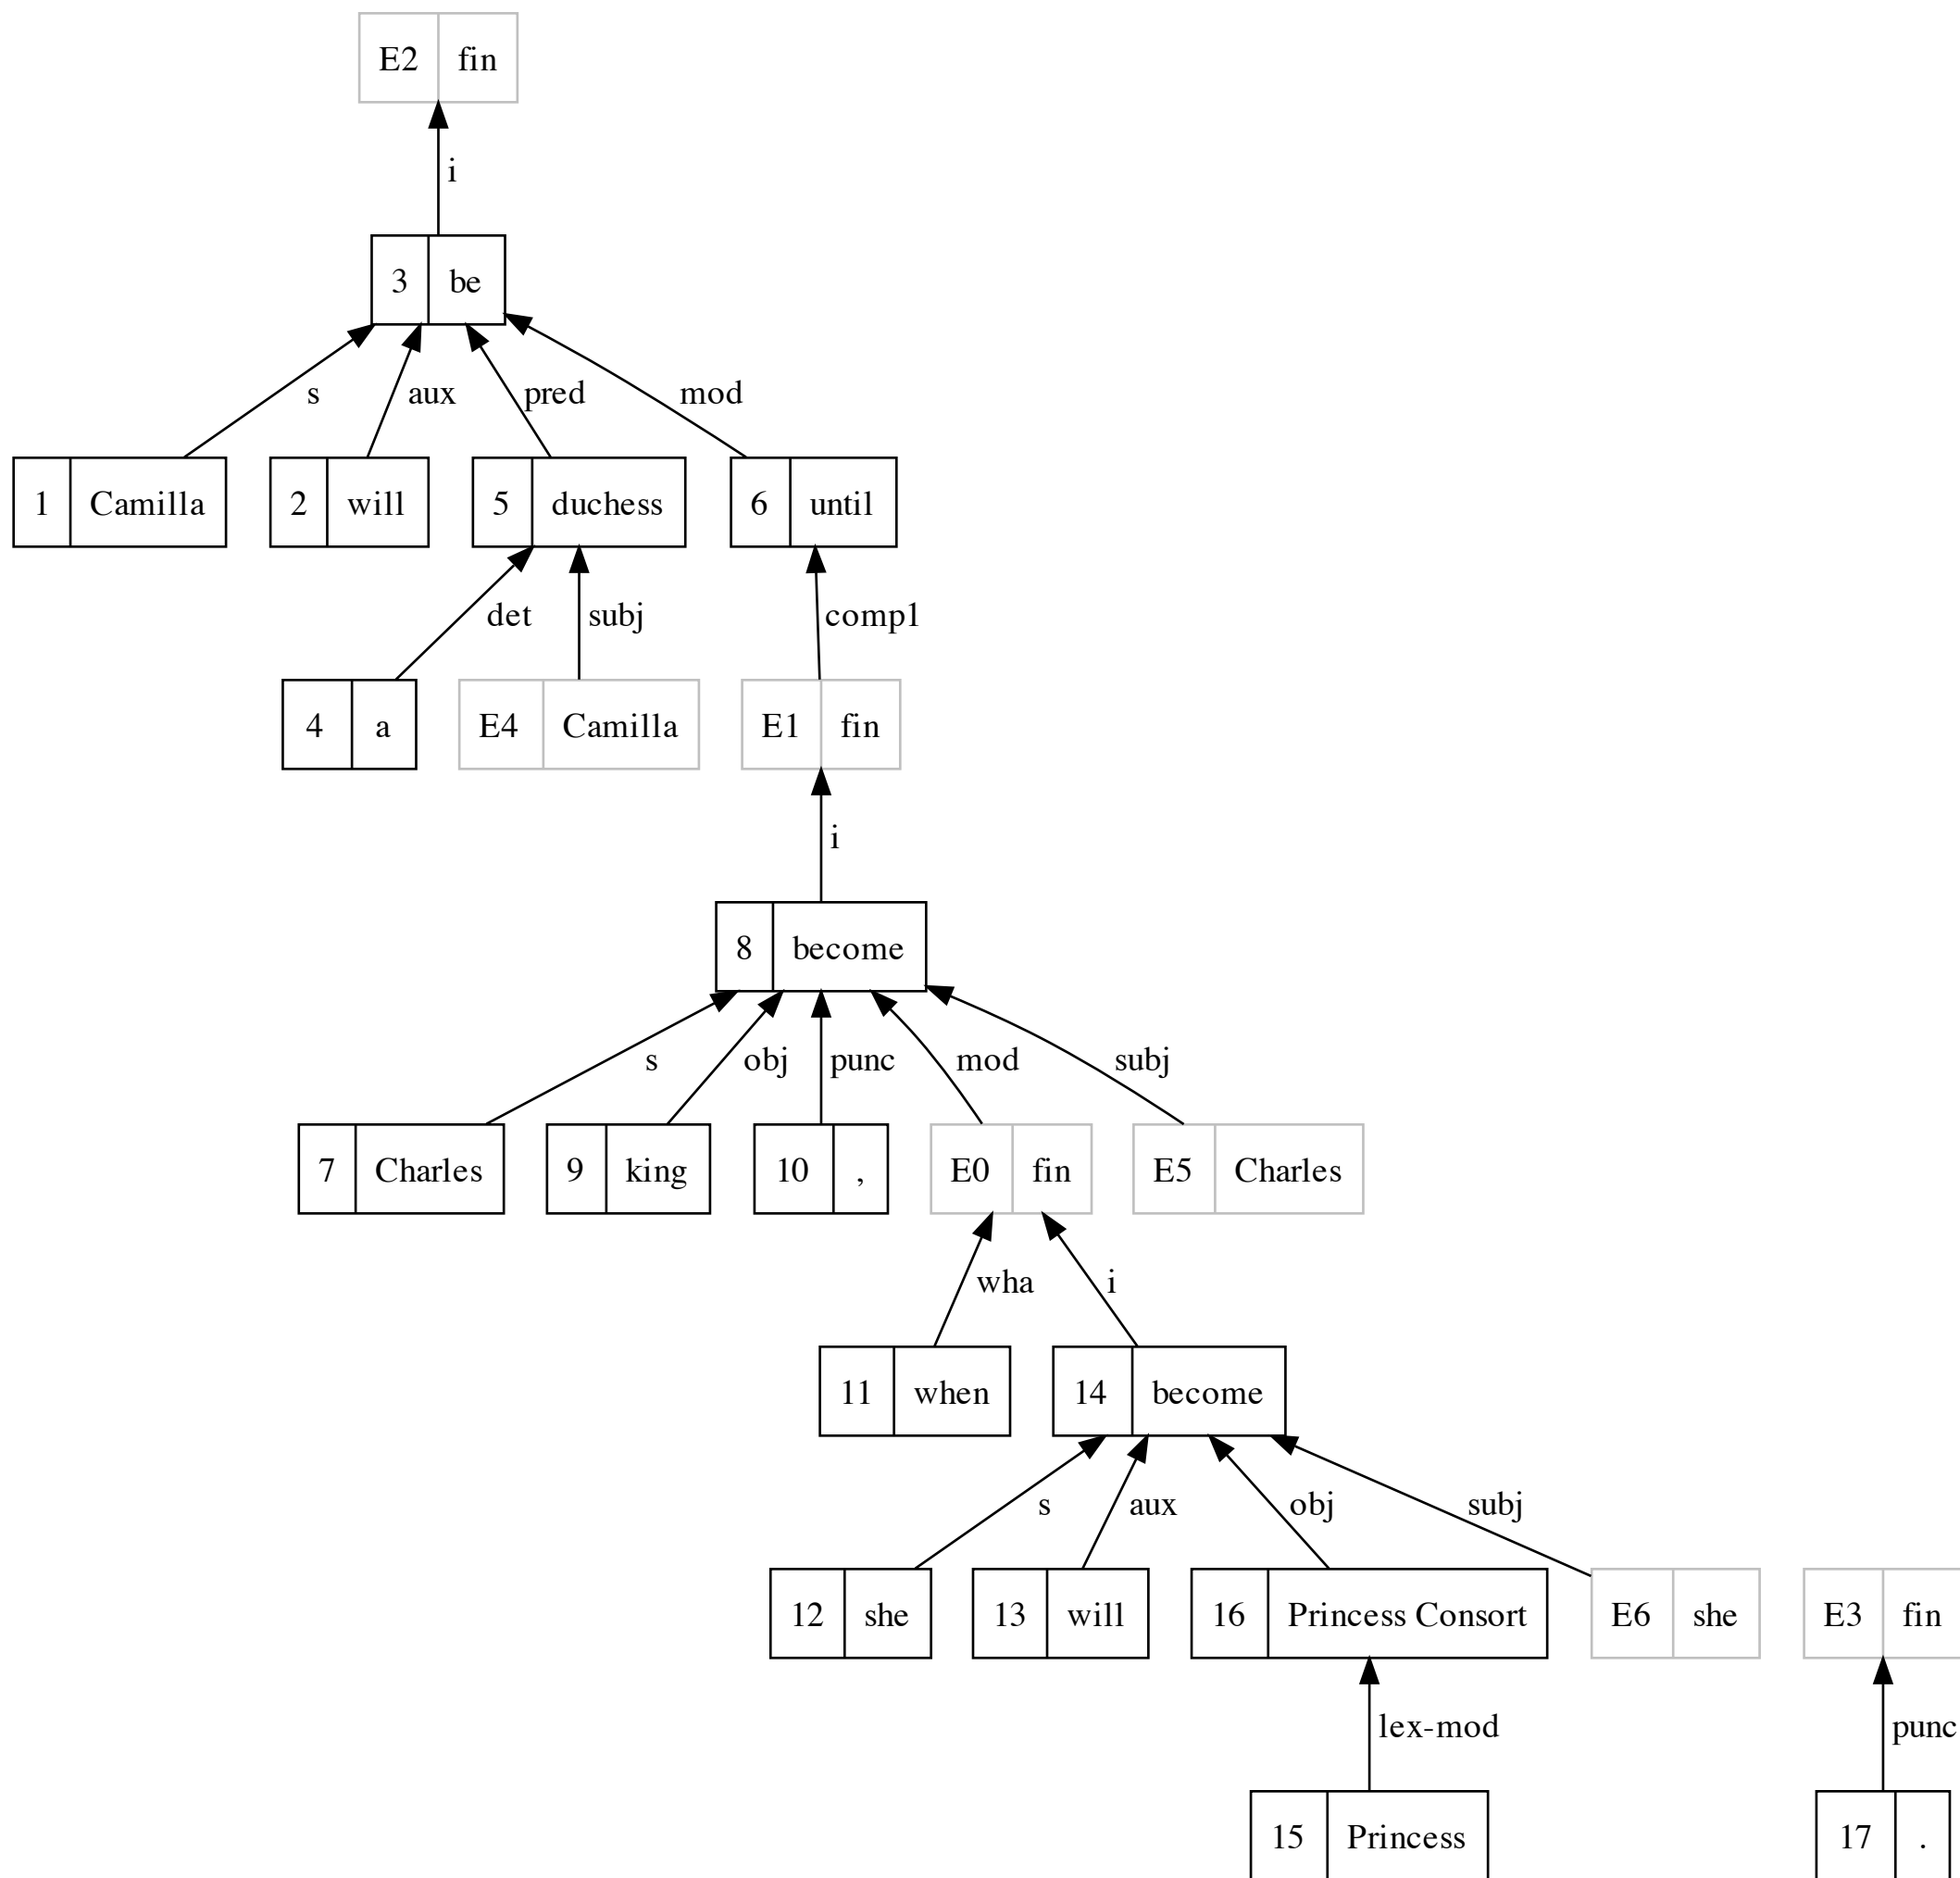 E2 fin
i
3 be
s aux pred mod
1 Camilla 2 will 5 duchess 6 until
det subj comp1
4 a E4 Camilla E1 fin
i
8 become
s obj punc mod subj
7 Charles 9 king 10 , E0 fin E5 Charles
wha i
11 when 14 become
s aux obj subj
12 she 13 will 16 Princess Consort E6 she E3 fin
lex-mod punc
15 Princess 17 .